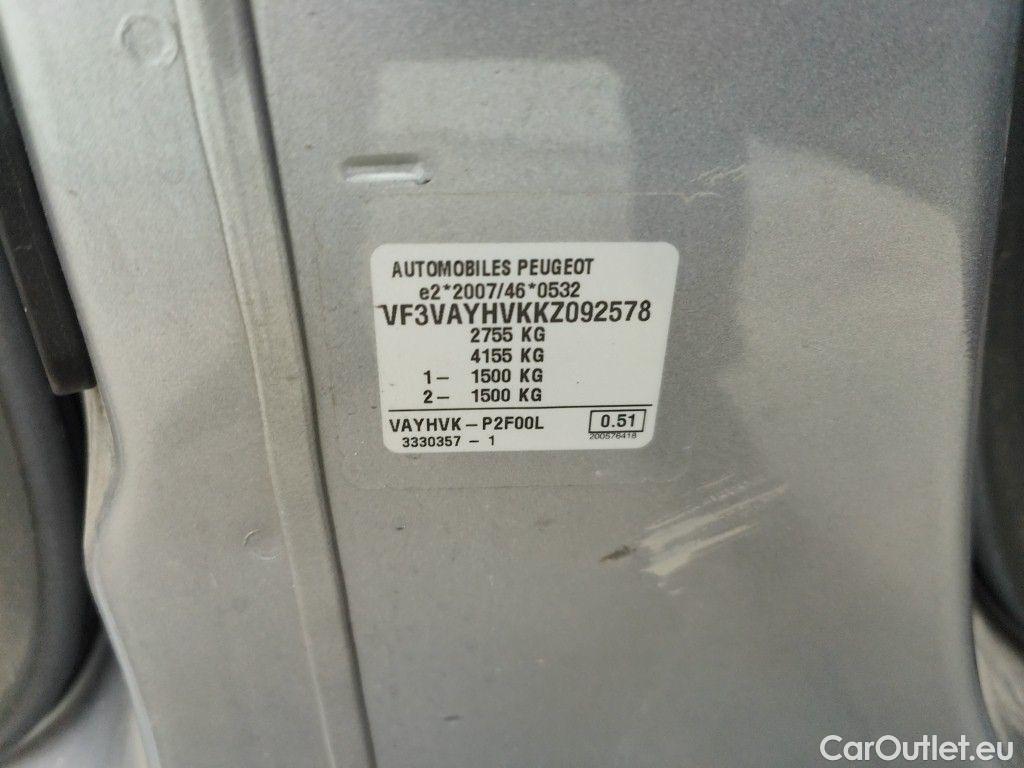 AUTOMOBILES PEUGEOT
e2*2007/46*0532
VF3VAYHVKKZ092578
2755 KG
4155 KG
1- 1500 KG
2- 1500 KG
VAYHVK-P2F00L 0.51
3330357 - 1 200576418
CarOutlet.eu